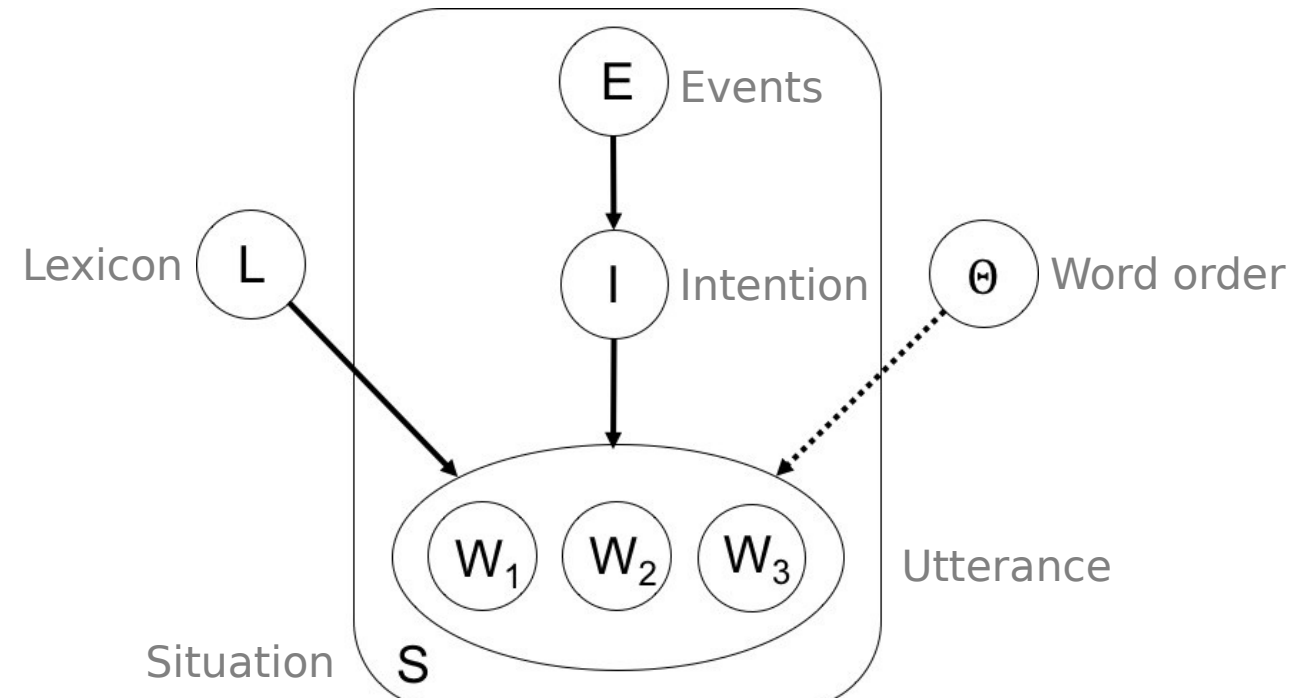 E Events
Lexicon L
I Intention
Θ Word order
W₁ W₂ W₃
Utterance
Situation S